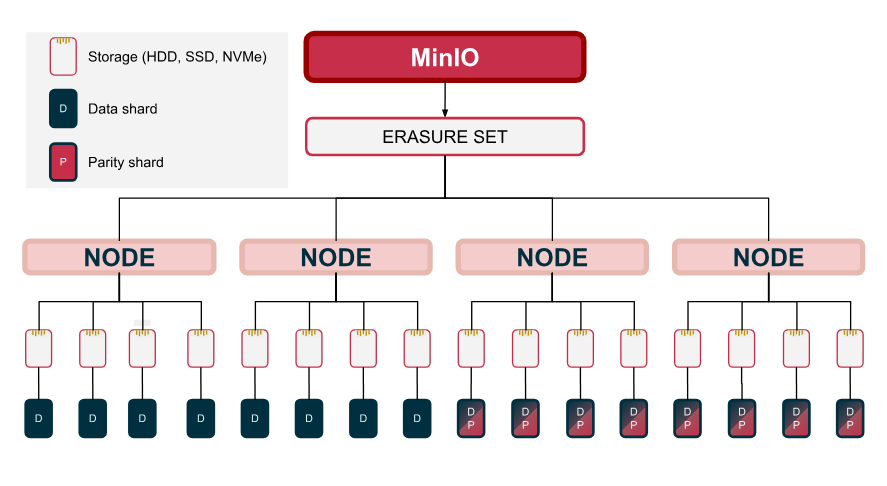 MinIO
Storage (HDD, SSD, NVMe)
D Data shard
P Parity shard
ERASURE SET
NODE NODE NODE NODE
D D D D D D D D D D D D D D D D
P P P P P P P P